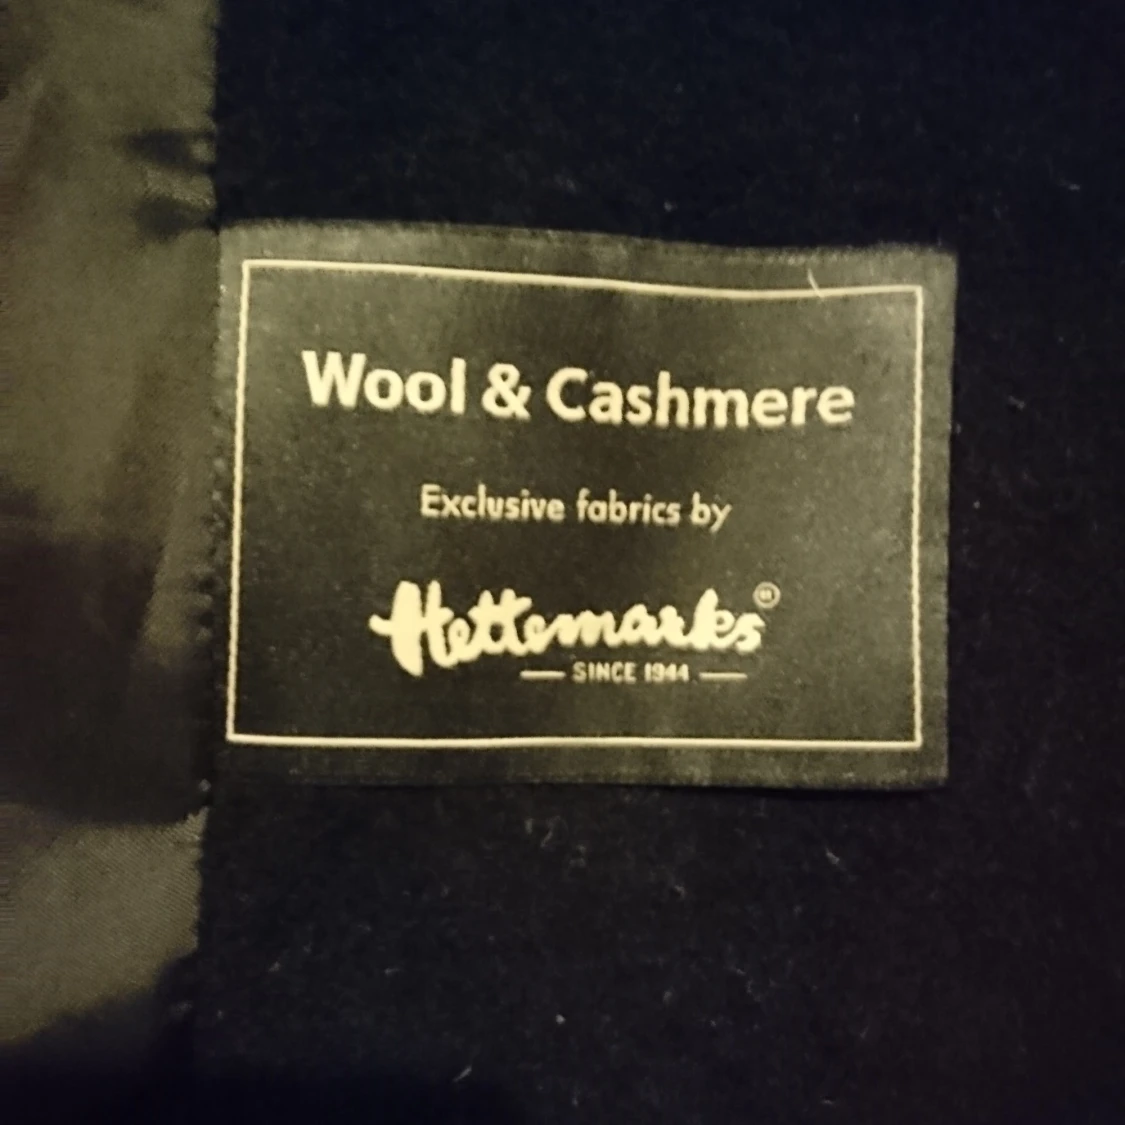 Wool & Cashmere
Exclusive fabrics by
Hettemarks®
SINCE 1944